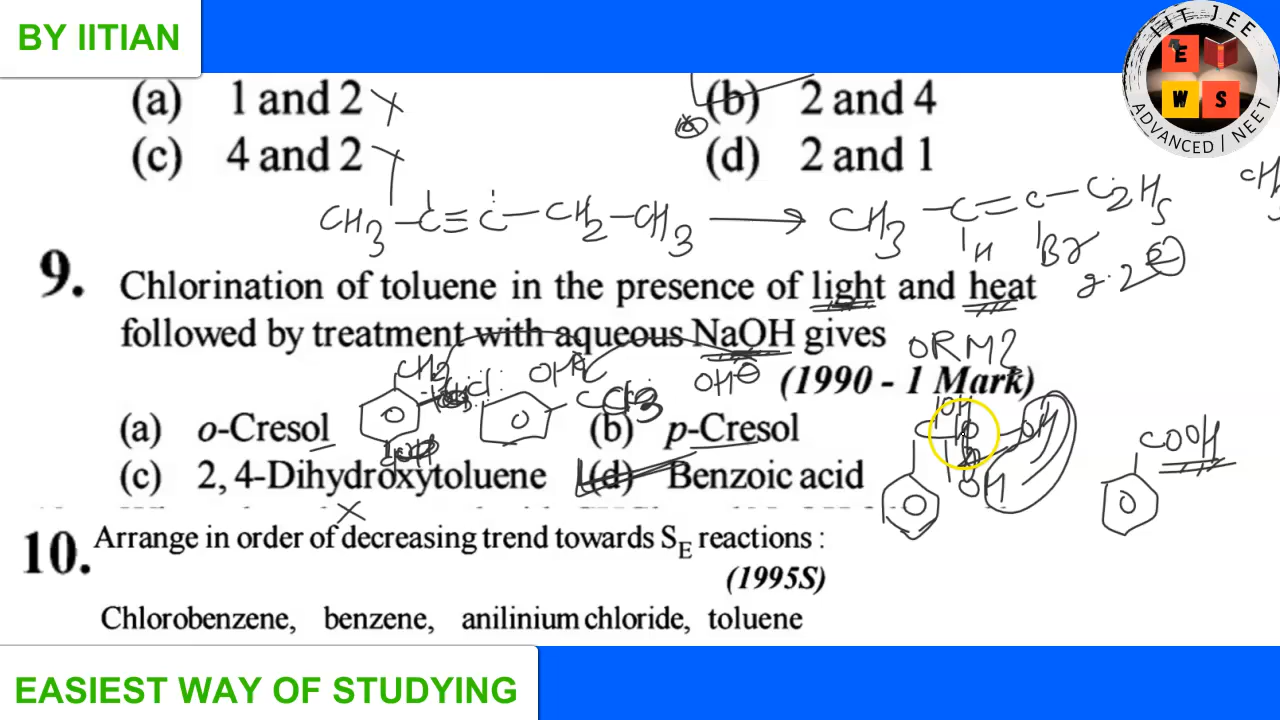 BY IITIAN
IIT JEE
E
W S
ADVANCED / NEET
(a) 1 and 2 (b) 2 and 4
(c) 4 and 2 (d) 2 and 1
CH3 - C ≡ C - CH2 - CH3 → CH3 - C = C - C2H5
H Br
9. Chlorination of toluene in the presence of light and heat
followed by treatment with aqueous NaOH gives
(1990 - 1 Mark)
(a) o-Cresol (b) p-Cresol
(c) 2, 4-Dihydroxytoluene (d) Benzoic acid
COOH
10. Arrange in order of decreasing trend towards SE reactions :
(1995S)
Chlorobenzene, benzene, anilinium chloride, toluene
EASIEST WAY OF STUDYING